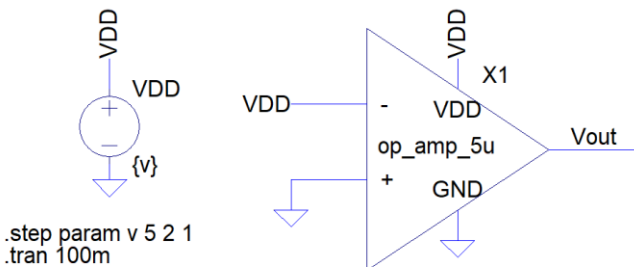 VDD
VDD
{v}
.step param v 5 2 1
.tran 100m
VDD
X1
VDD
VDD
-
op_amp_5u
+
GND
Vout